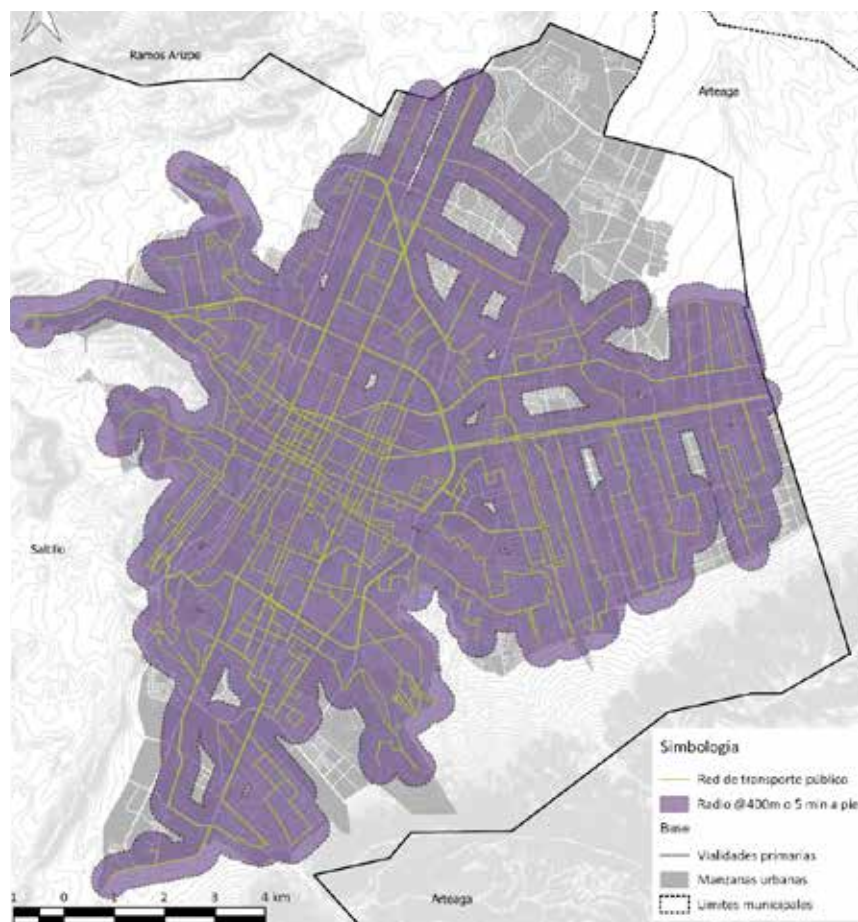 Ramos Arizpe
Arteaga
Saltillo
Simbología
Red de transporte público
Radio @400m o 5 min a pie
Base
Vialidades primarias
Manzanas urbanas
Límites municipales
1 0 1 2 3 4 km
Arteaga